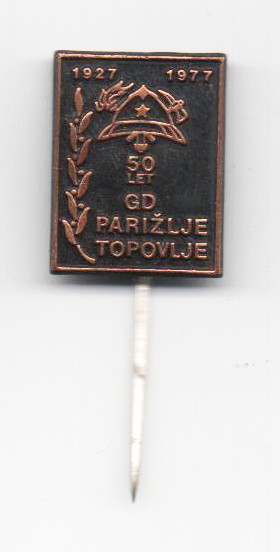 1927 1977
50
LET
GD
PARIŽLJE
TOPOVLJE